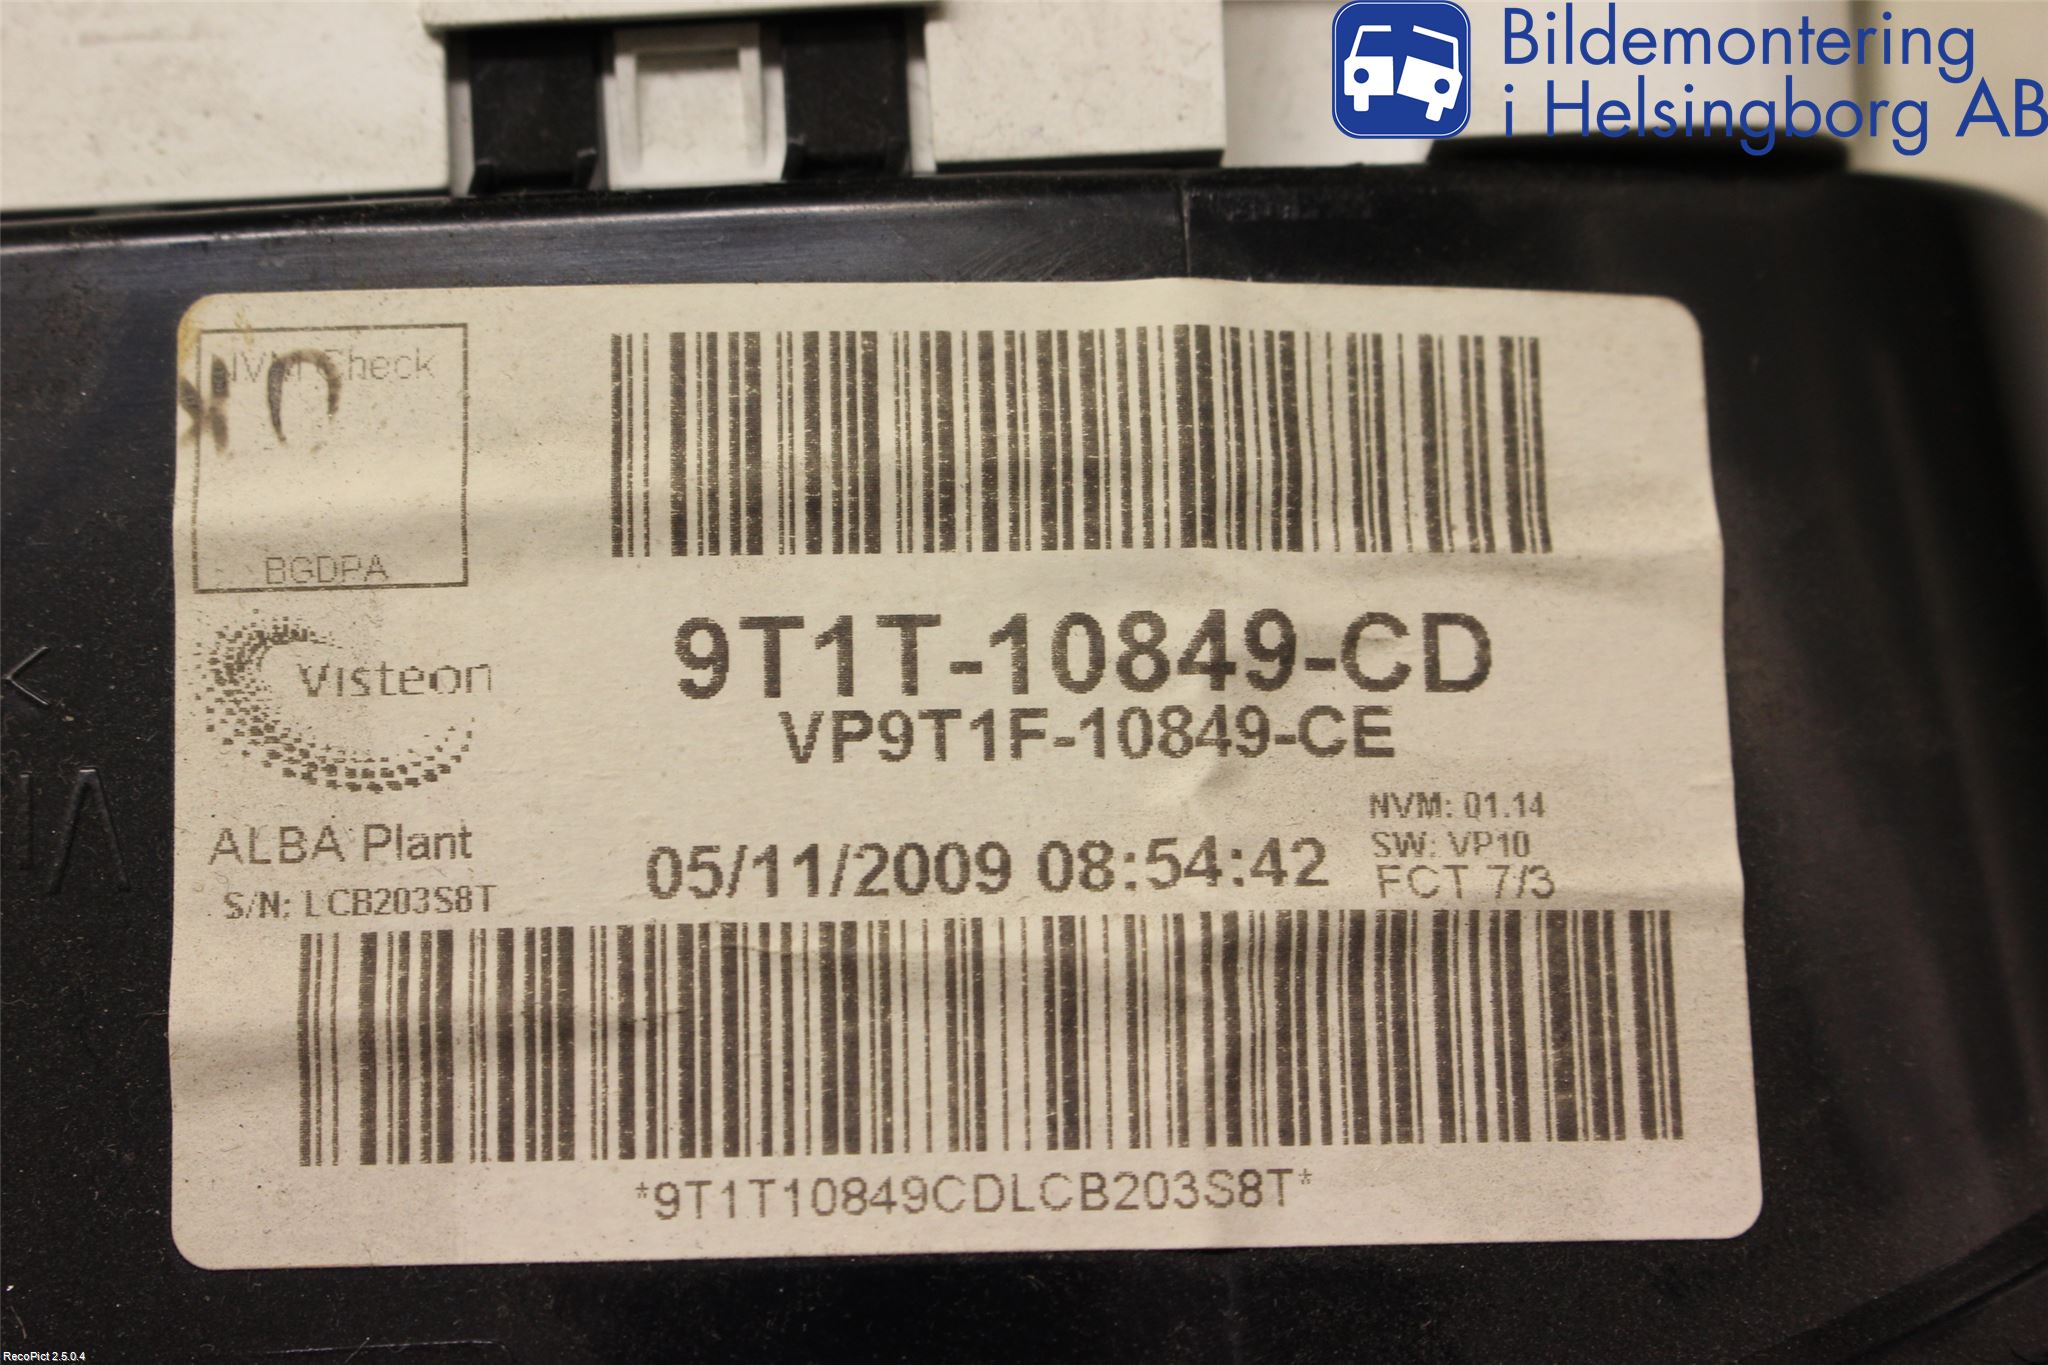 Bildemontering
i Helsingborg AB
NVM Check
OK
BGDPA
Visteon
9T1T-10849-CD
VP9T1F-10849-CE
ALBA Plant
05/11/2009 08:54:42
NVM: 01.14
SW: VP10
FCT 7/3
S/N: LCB203S8T
*9T1T10849CDLCB203S8T*
RecoPict 2.5.0.4